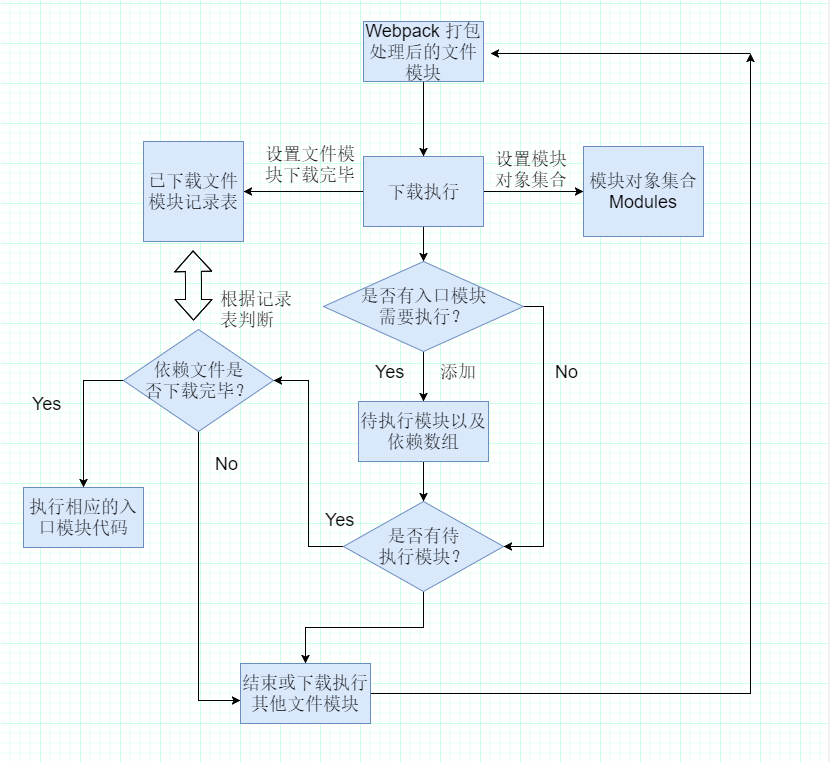 Webpack 打包
处理后的文件
模块
设置文件模
块下载完毕
设置模块
对象集合
已下载文件
模块记录表
下载执行
模块对象集合
Modules
根据记录
表判断
是否有入口模块
需要执行？
依赖文件是
否下载完毕？
Yes
添加
No
Yes
待执行模块以及
依赖数组
No
执行相应的入
口模块代码
Yes
是否有待
执行模块？
结束或下载执行
其他文件模块